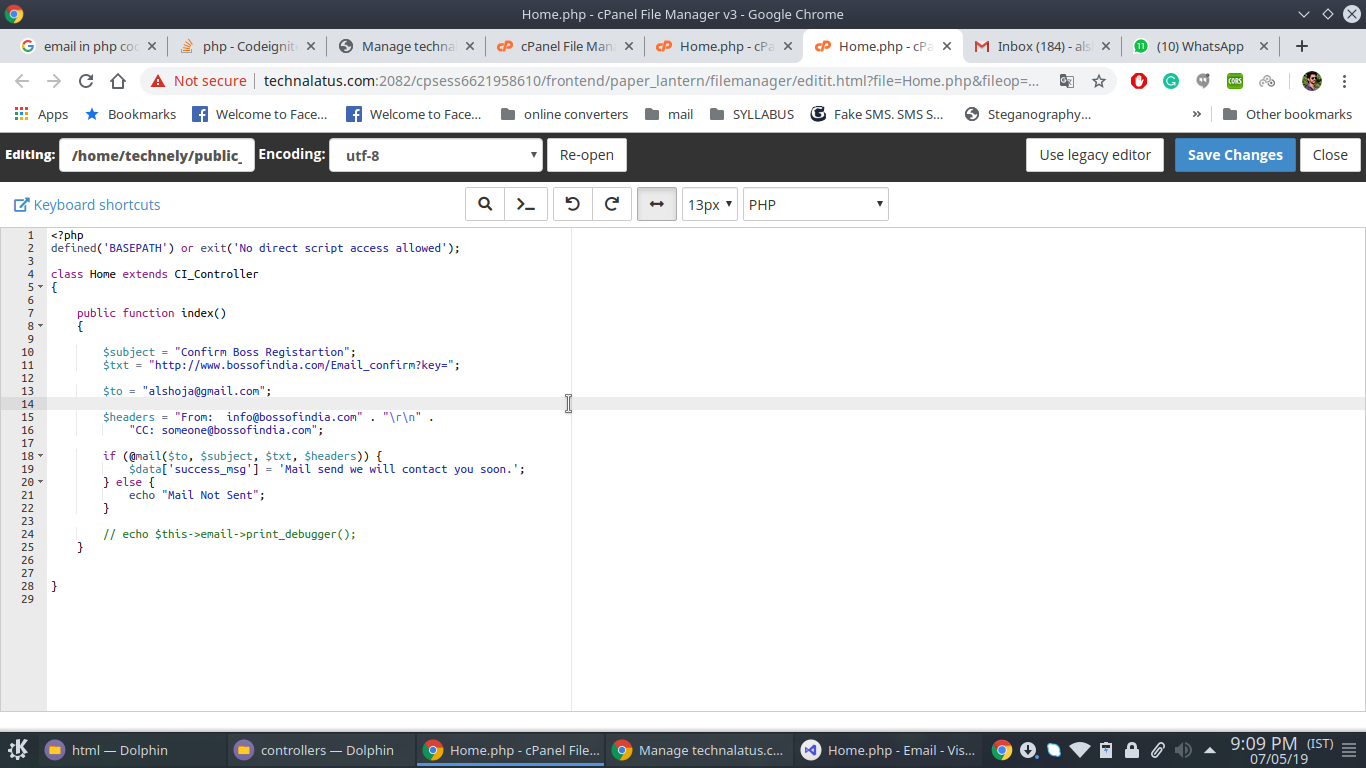 Home.php - cPanel File Manager v3 - Google Chrome
email in php co
php - Codeignit
Manage techna
cPanel File Man
Home.php - cPa
Home.php - cPa
Inbox (184) - als
11 (10) WhatsApp
Not secure technalatus.com:2082/cpsess6621958610/frontend/paper_lantern/filemanager/editit.html?file=Home.php&fileop=...
CORS
Apps Bookmarks Welcome to Face... Welcome to Face... online converters mail SYLLABUS Fake SMS. SMS S... Steganography... » Other bookmarks
Editing: /home/technely/public_ Encoding: utf-8 Re-open Use legacy editor Save Changes Close
Keyboard shortcuts 13px PHP
1 <?php
2 defined('BASEPATH') or exit('No direct script access allowed');
3
4 class Home extends CI_Controller
5 {
6
7 public function index()
8 {
9
10 $subject = "Confirm Boss Registartion";
11 $txt = "http://www.bossofindia.com/Email_confirm?key=";
12
13 $to = "alshoja@gmail.com";
14
15 $headers = "From:  info@bossofindia.com" . "\r\n" .
16 "CC: someone@bossofindia.com";
17
18 if (@mail($to, $subject, $txt, $headers)) {
19 $data['success_msg'] = 'Mail send we will contact you soon.';
20 } else {
21 echo "Mail Not Sent";
22 }
23
24 // echo $this->email->print_debugger();
25 }
26
27
28 }
29
html — Dolphin
controllers — Dolphin
Home.php - cPanel File...
Manage technalatus.c...
Home.php - Email - Vis...
9:09 PM (IST)
07/05/19